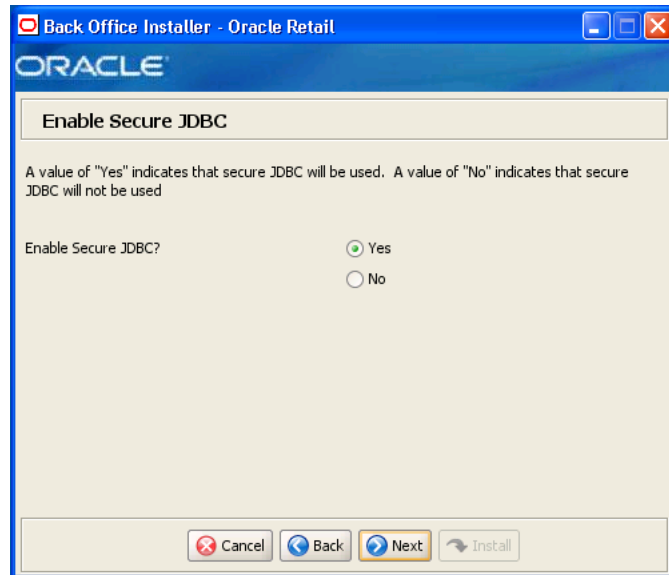 Back Office Installer - Oracle Retail
ORACLE
Enable Secure JDBC
A value of "Yes" indicates that secure JDBC will be used. A value of "No" indicates that secure
JDBC will not be used
Enable Secure JDBC?
Yes
No
Cancel
Back
Next
Install